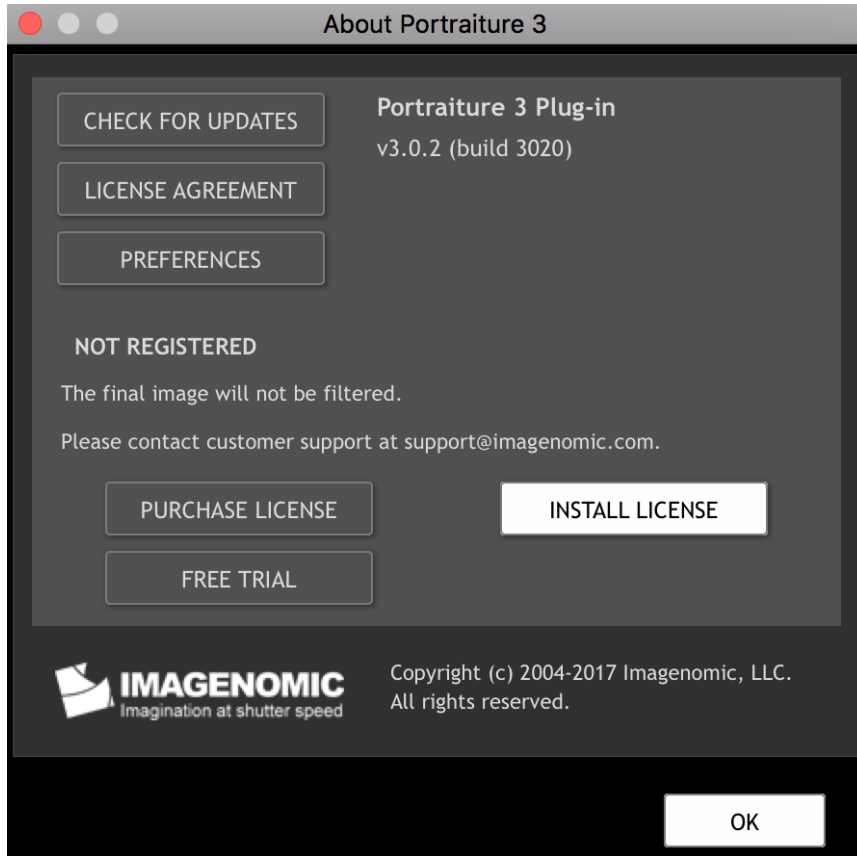 About Portraiture 3
CHECK FOR UPDATES
Portraiture 3 Plug-in
v3.0.2 (build 3020)
LICENSE AGREEMENT
PREFERENCES
NOT REGISTERED
The final image will not be filtered.
Please contact customer support at support@imagenomic.com.
PURCHASE LICENSE
INSTALL LICENSE
FREE TRIAL
IMAGENOMIC
Imagination at shutter speed
Copyright (c) 2004-2017 Imagenomic, LLC.
All rights reserved.
OK